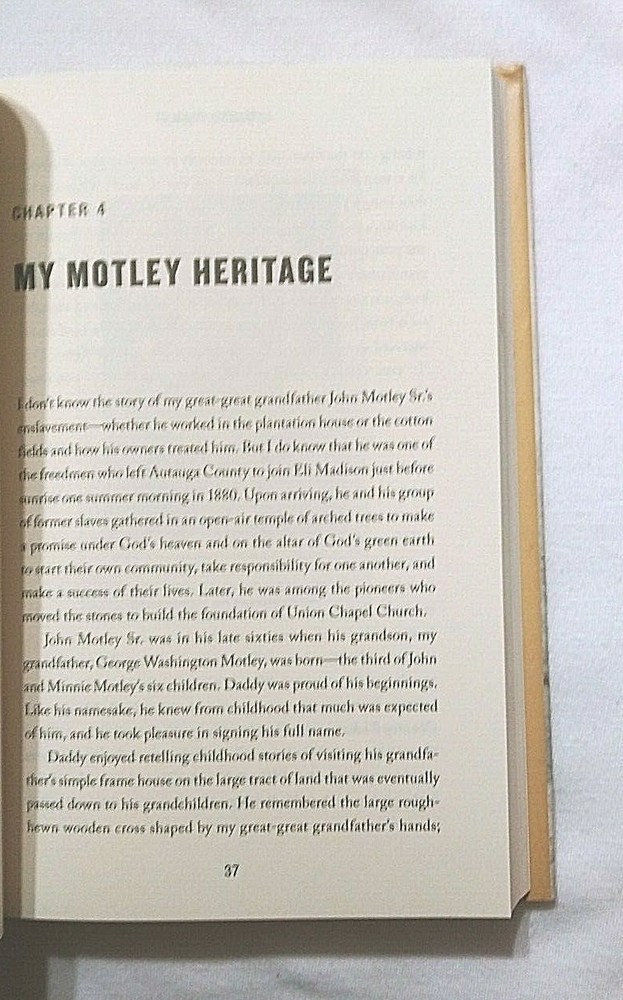 CHAPTER 4
MY MOTLEY HERITAGE
I don't know the story of my great-great grandfather John Motley Sr.'s
enslavement—whether he worked in the plantation house or the cotton
fields and how his owners treated him. But I do know that he was one of
the freedmen who left Autauga County to join Eli Madison just before
sunrise one summer morning in 1880. Upon arriving, he and his group
of former slaves gathered in an open-air temple of arched trees to make
a promise under God's heaven and on the altar of God's green earth
to start their own community, take responsibility for one another, and
make a success of their lives. Later, he was among the pioneers who
moved the stones to build the foundation of Union Chapel Church.
John Motley Sr. was in his late sixties when his grandson, my
grandfather, George Washington Motley, was born—the third of John
and Minnie Motley's six children. Daddy was proud of his beginnings.
Like his namesake, he knew from childhood that much was expected
of him, and he took pleasure in signing his full name.
Daddy enjoyed retelling childhood stories of visiting his grandfa-
ther's simple frame house on the large tract of land that was eventually
passed down to his grandchildren. He remembered the large rough-
hewn wooden cross shaped by my great-great grandfather's hands;
37